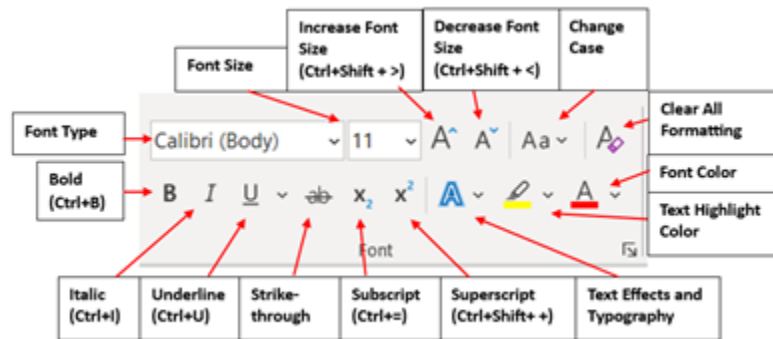 Increase Font
Size
(Ctrl+Shift + >)
Decrease Font
Size
(Ctrl+Shift + <)
Change
Case
Font Size
Clear All
Formatting
Font Type
Calibri (Body)
11
A A Aa A
Bold
(Ctrl+B)
Font Color
B I U ab x2 x2 A A
Text Highlight
Color
Font
Italic
(Ctrl+I)
Underline
(Ctrl+U)
Strike-
through
Subscript
(Ctrl+=)
Superscript
(Ctrl+Shift+ +)
Text Effects and
Typography